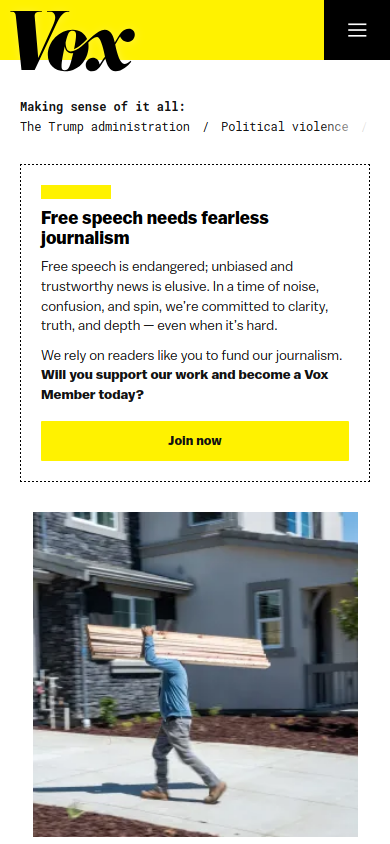 Vox
Making sense of it all:
The Trump administration / Political violence /
Free speech needs fearless
journalism
Free speech is endangered; unbiased and
trustworthy news is elusive. In a time of noise,
confusion, and spin, we’re committed to clarity,
truth, and depth — even when it’s hard.
We rely on readers like you to fund our journalism.
Will you support our work and become a Vox
Member today?
Join now